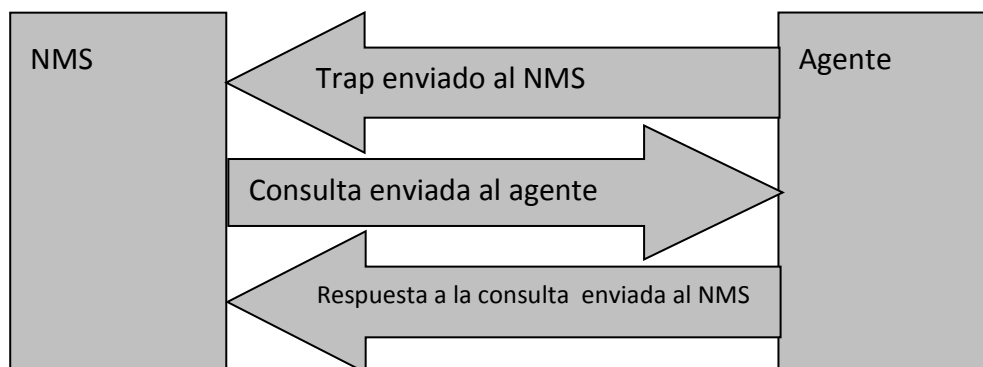 NMS
Agente
Trap enviado al NMS
Consulta enviada al agente
Respuesta a la consulta enviada al NMS